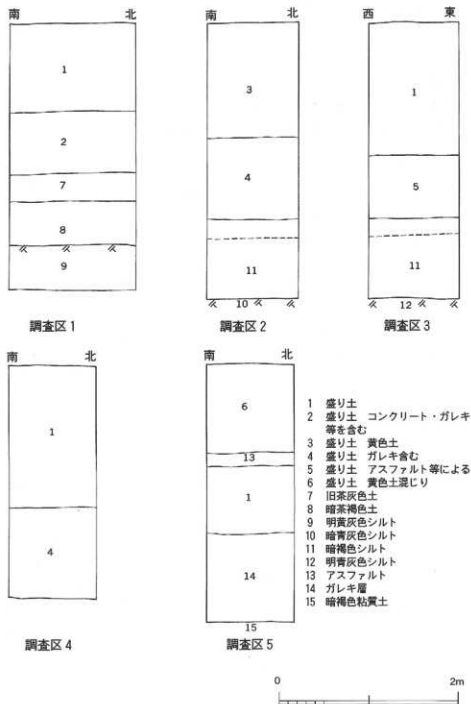 南 北
1
2
7
8
9
調査区1
南 北
3
4
11
10
調査区2
西 東
1
5
11
12
調査区3
南 北
1
4
調査区4
南 北
6
13
1
14
15
調査区5
1 盛り土
2 盛り土 コンクリート・ガレキ
等を含む
3 盛り土 黄色土
4 盛り土 ガレキ含む
5 盛り土 アスファルト等による
6 盛り土 黄色土混じり
7 旧茶灰色土
8 暗茶褐色土
9 明黄灰色シルト
10 暗青灰色シルト
11 暗褐色シルト
12 明青灰色シルト
13 アスファルト
14 ガレキ層
15 暗褐色粘質土
0 2m